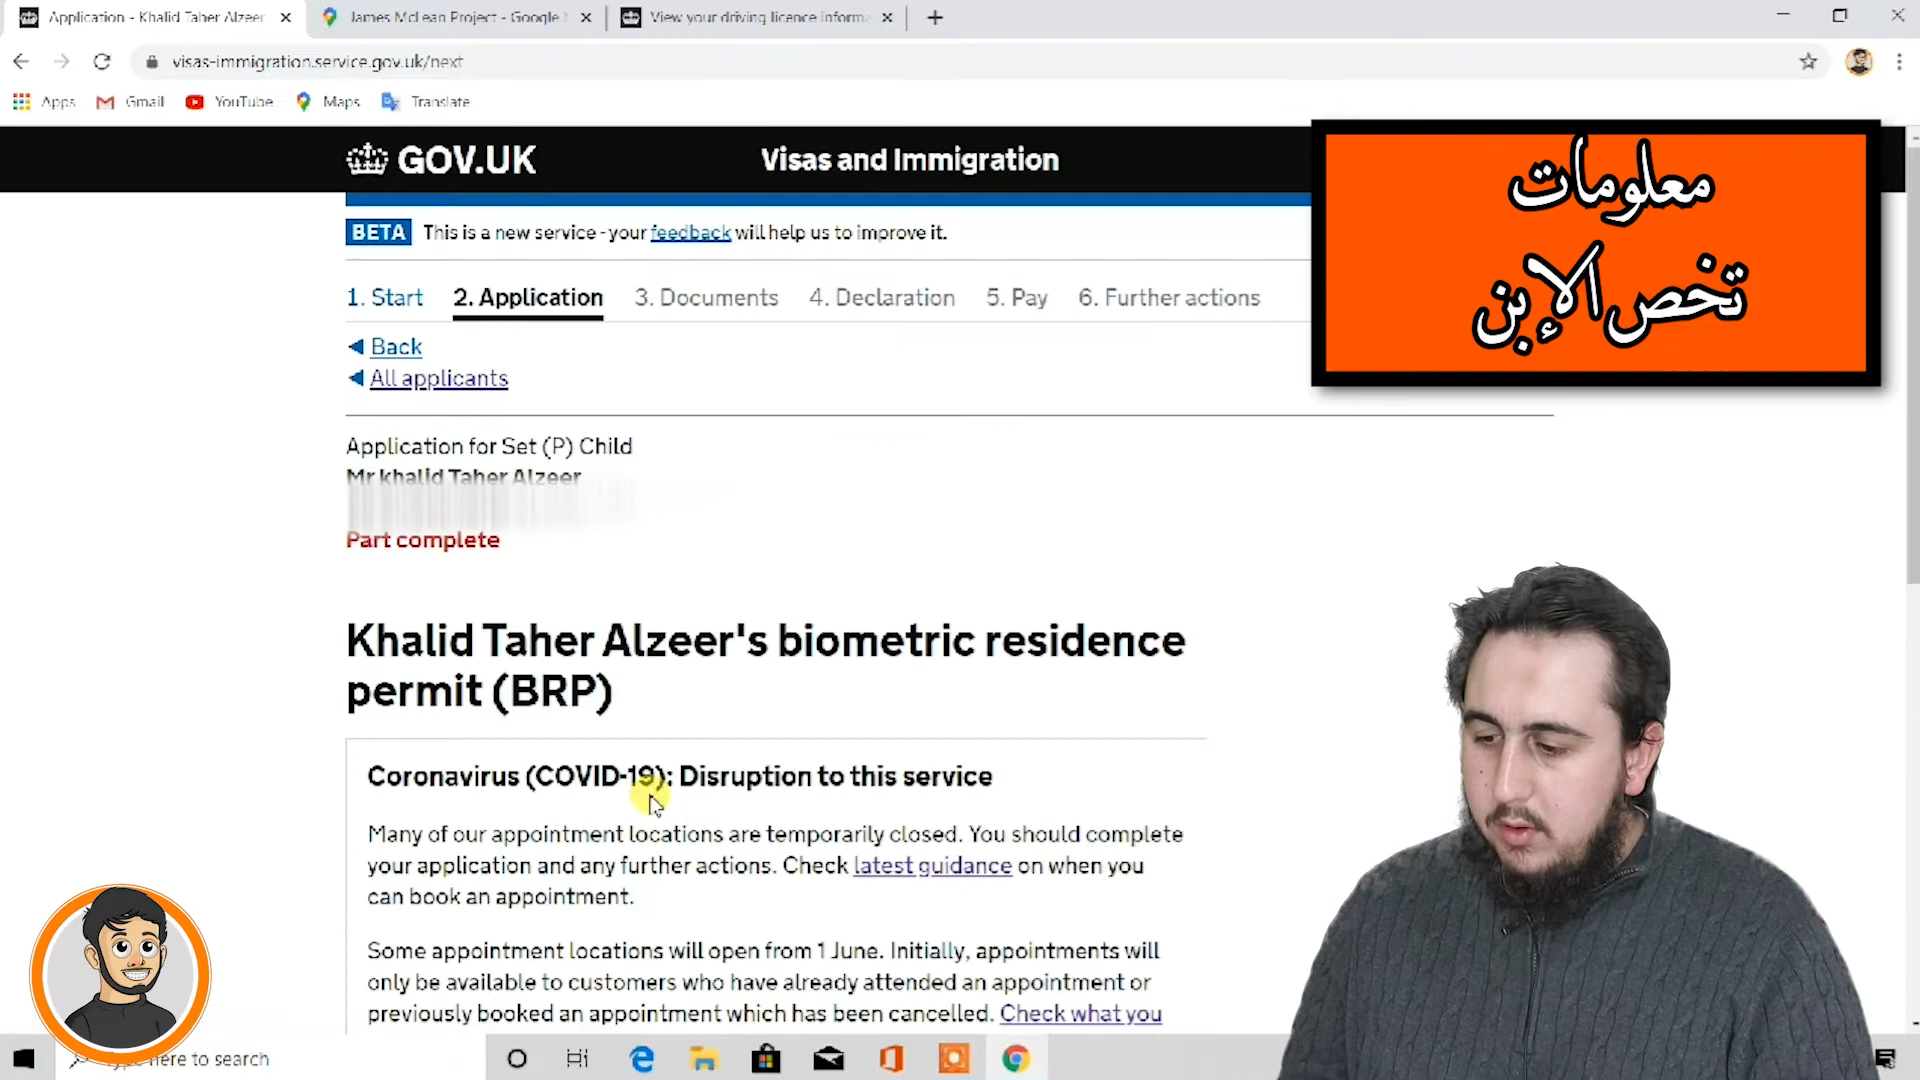 Application - Khalid Taher Alzeer
James McLean Project - Google
View your driving licence informa
visas-immigration.service.gov.uk/next
Apps
Gmail
YouTube
Maps
Translate
GOV.UK
Visas and Immigration
معلومات
تخص الإبن
BETA This is a new service - your feedback will help us to improve it.
1. Start
2. Application
3. Documents
4. Declaration
5. Pay
6. Further actions
Back
All applicants
Application for Set (P) Child
Mr khalid Taher Alzeer
Part complete
Khalid Taher Alzeer's biometric residence
permit (BRP)
Coronavirus (COVID-19): Disruption to this service
Many of our appointment locations are temporarily closed. You should complete
your application and any further actions. Check latest guidance on when you
can book an appointment.
Some appointment locations will open from 1 June. Initially, appointments will
only be available to customers who have already attended an appointment or
previously booked an appointment which has been cancelled. Check what you
here to search